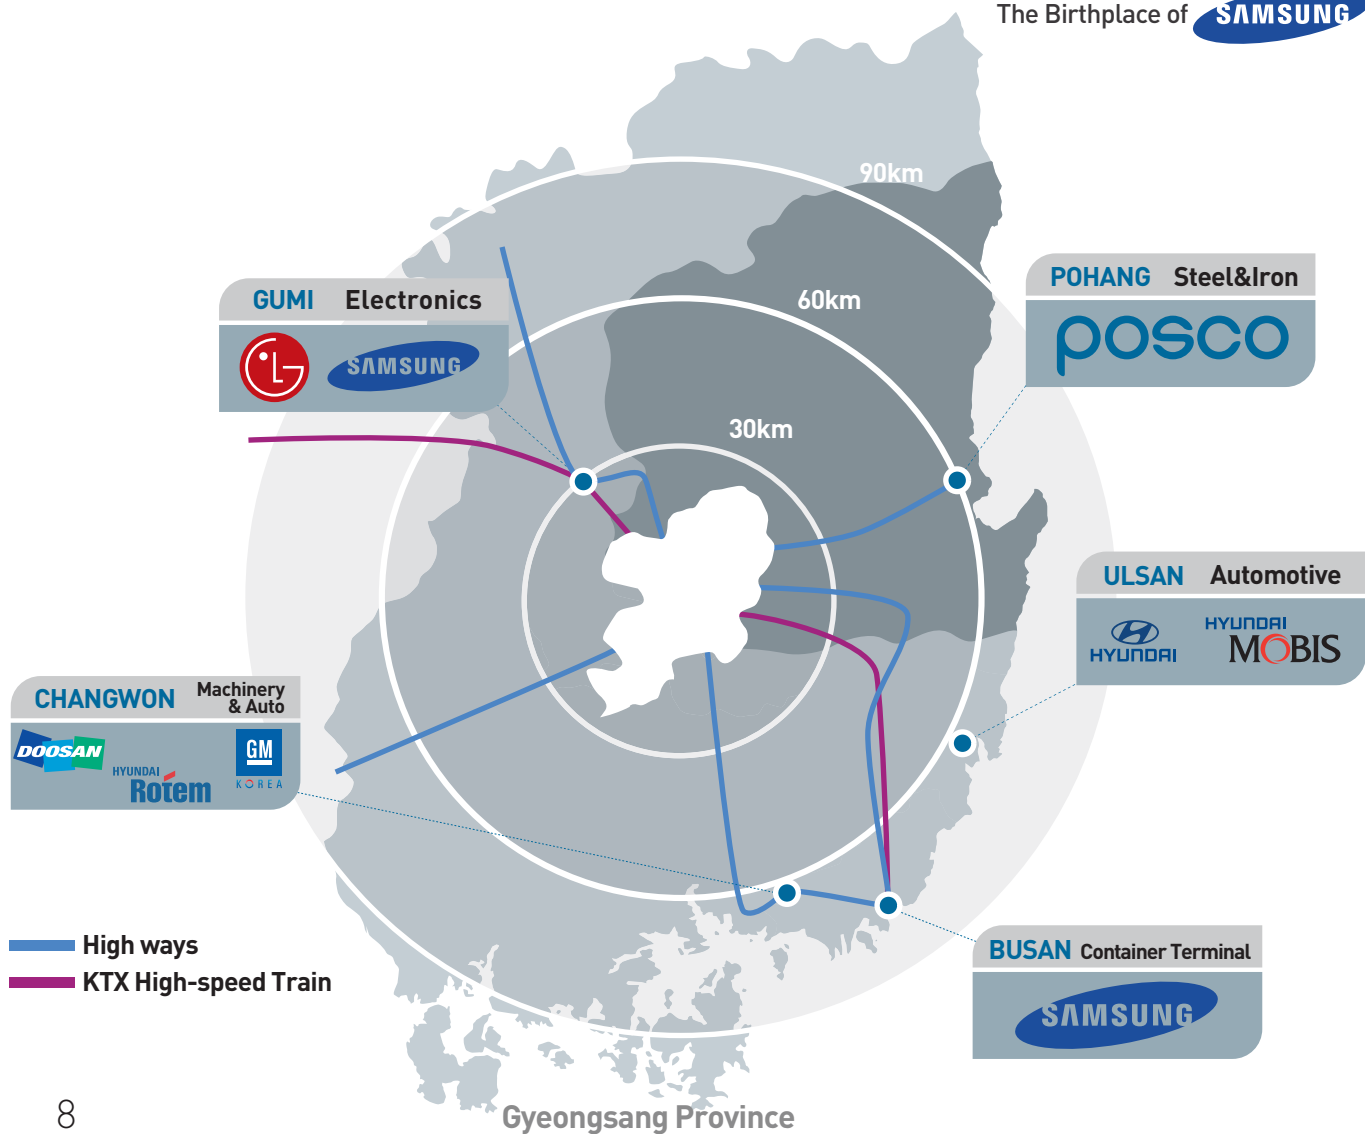 The Birthplace of SAMSUNG
90km
60km
30km
GUMI Electronics
LG SAMSUNG
POHANG Steel&Iron
posco
ULSAN Automotive
HYUNDAI
HYUNDAI
MOBIS
CHANGWON Machinery
& Auto
DOOSAN
HYUNDAI
Rotem
GM
KOREA
High ways
KTX High-speed Train
BUSAN Container Terminal
SAMSUNG
8
Gyeongsang Province